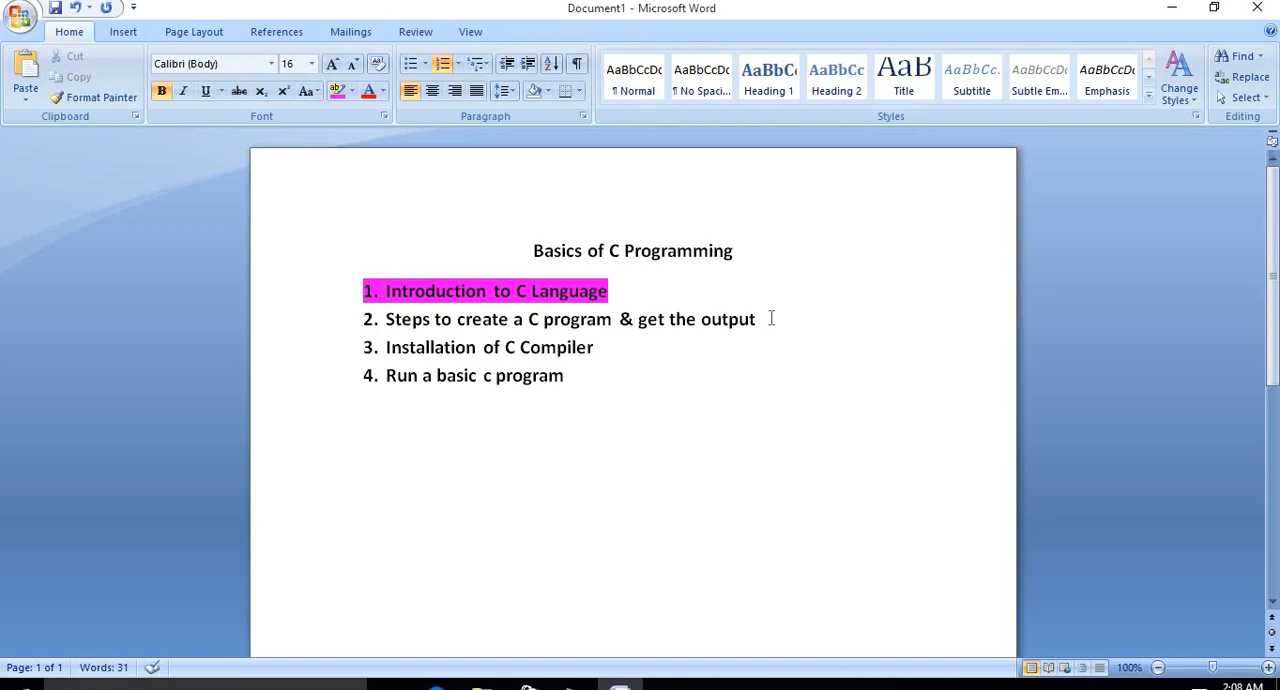 Document1 - Microsoft Word
Home Insert Page Layout References Mailings Review View
Cut
Copy
Paste
Format Painter
Clipboard
Calibri (Body) 16
Font
Paragraph
AaBbCcDc AaBbCcDc AaBbC AaBbCc AaB AaBbCc. AaBbCcDc AaBbCcDc
¶ Normal ¶ No Spaci... Heading 1 Heading 2 Title Subtitle Subtle Em... Emphasis
Change
Styles
Styles
Find
Replace
Select
Editing
Basics of C Programming
1. Introduction to C Language
2. Steps to create a C program & get the output
3. Installation of C Compiler
4. Run a basic c program
Page: 1 of 1 Words: 31 100%
2:08 AM